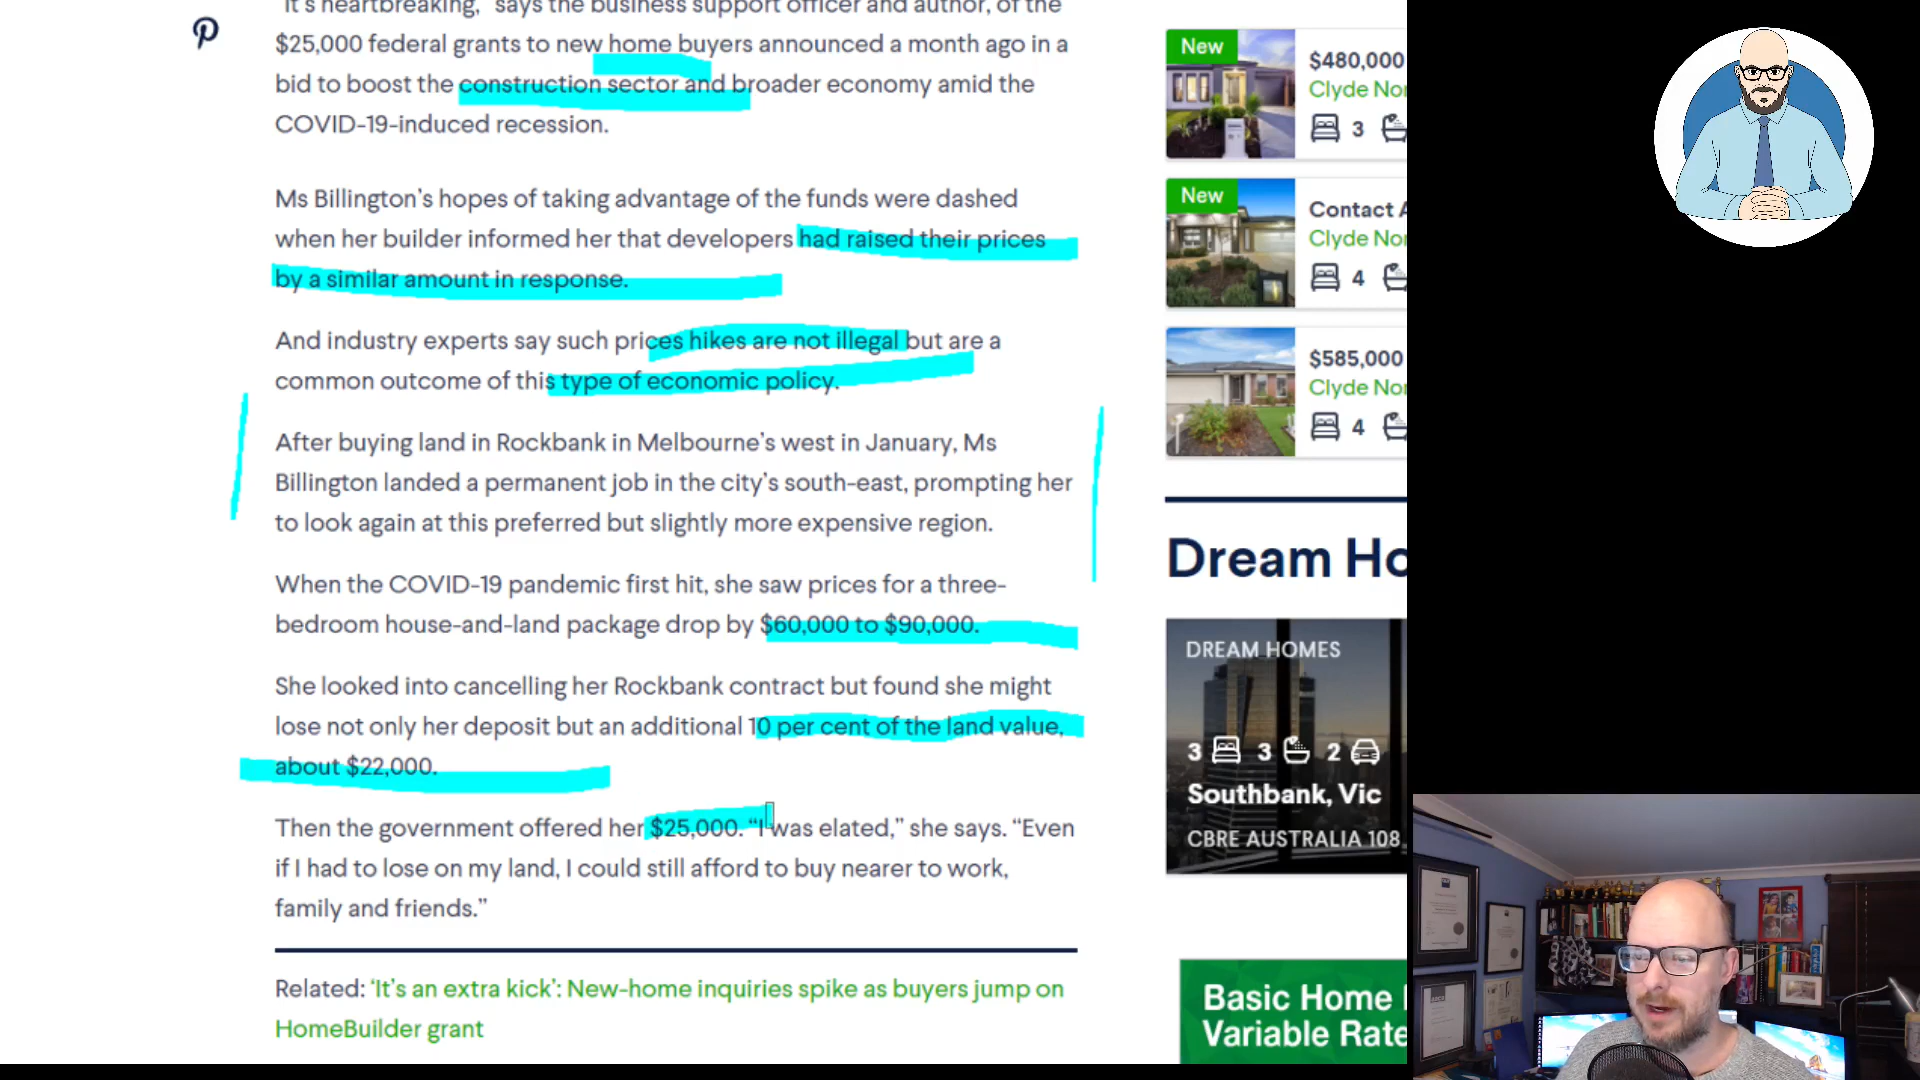 "It's heartbreaking," says the business support officer and author, of the
$25,000 federal grants to new home buyers announced a month ago in a
bid to boost the construction sector and broader economy amid the
COVID-19-induced recession.
Ms Billington's hopes of taking advantage of the funds were dashed
when her builder informed her that developers had raised their prices
by a similar amount in response.
And industry experts say such prices hikes are not illegal but are a
common outcome of this type of economic policy.
After buying land in Rockbank in Melbourne's west in January, Ms
Billington landed a permanent job in the city's south-east, prompting her
to look again at this preferred but slightly more expensive region.
When the COVID-19 pandemic first hit, she saw prices for a three-
bedroom house-and-land package drop by $60,000 to $90,000.
She looked into cancelling her Rockbank contract but found she might
lose not only her deposit but an additional 10 per cent of the land value,
about $22,000.
Then the government offered her $25,000. "I was elated," she says. "Even
if I had to lose on my land, I could still afford to buy nearer to work,
family and friends."
Related: 'It's an extra kick': New-home inquiries spike as buyers jump on
HomeBuilder grant
New
$480,000
Clyde Nor
3
New
Contact A
Clyde Nor
4
$585,000
Clyde Nor
4
Dream Ho
DREAM HOMES
3 3 2
Southbank, Vic
CBRE AUSTRALIA 108
Basic Home
Variable Rate